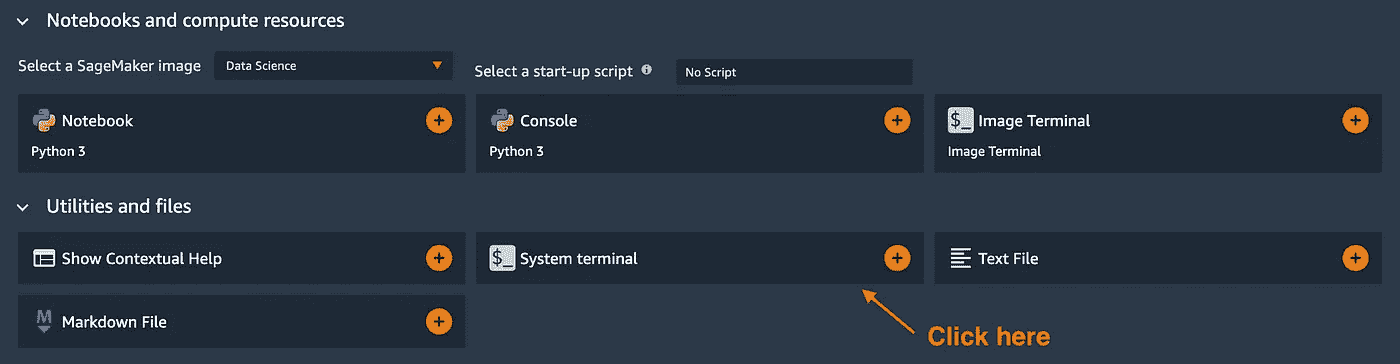 Notebooks and compute resources
Select a SageMaker image
Data Science
Select a start-up script
No Script
Notebook
Python 3
Console
Python 3
$_ Image Terminal
Image Terminal
Utilities and files
Show Contextual Help
$_ System terminal
Text File
M Markdown File
Click here